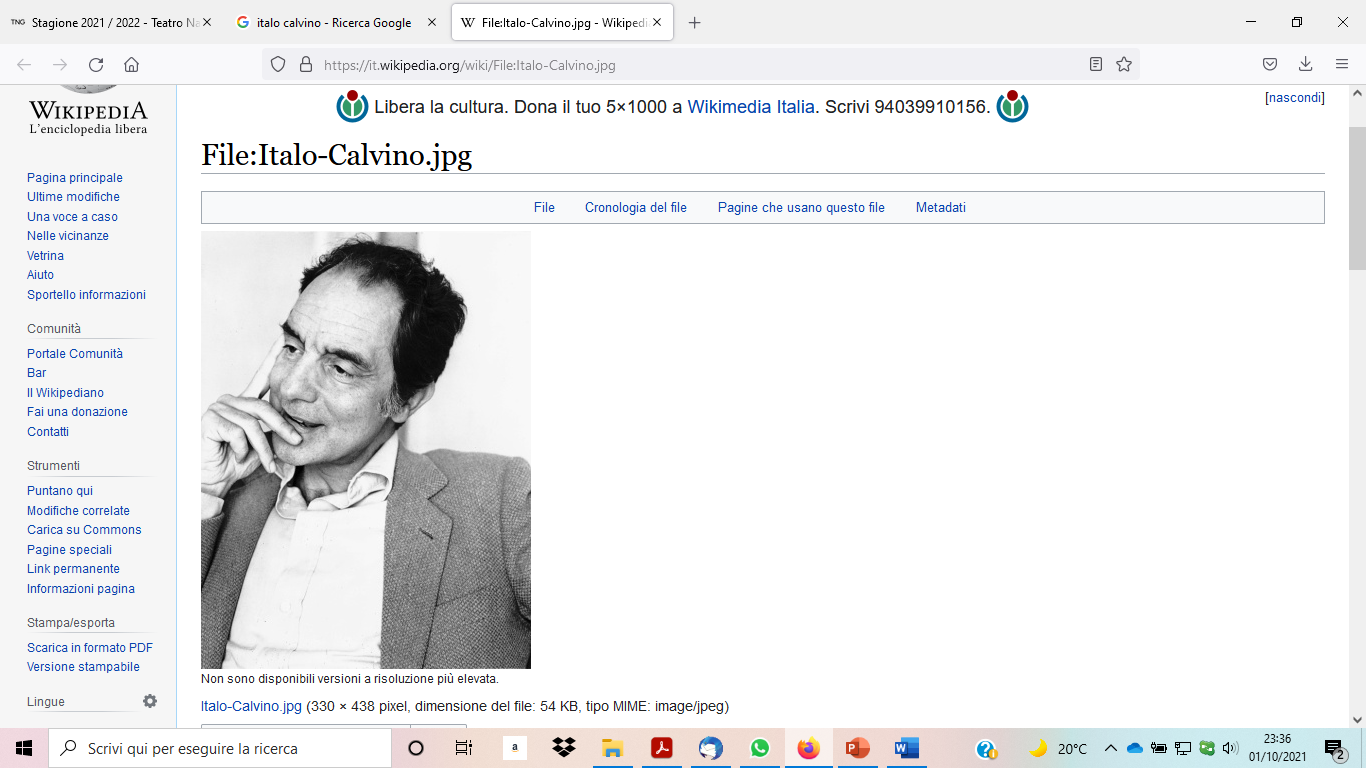 TNG Stagione 2021 / 2022 - Teatro Na
italo calvino - Ricerca Google
W File:Italo-Calvino.jpg - Wikipedi
https://it.wikipedia.org/wiki/File:Italo-Calvino.jpg
WIKIPEDIA
L'enciclopedia libera
Libera la cultura. Dona il tuo 5×1000 a Wikimedia Italia. Scrivi 94039910156.
[nascondi]
File:Italo-Calvino.jpg
File Cronologia del file Pagine che usano questo file Metadati
Pagina principale
Ultime modifiche
Una voce a caso
Nelle vicinanze
Vetrina
Aiuto
Sportello informazioni
Comunità
Portale Comunità
Bar
Il Wikipediano
Fai una donazione
Contatti
Strumenti
Puntano qui
Modifiche correlate
Carica su Commons
Pagine speciali
Link permanente
Informazioni pagina
Stampa/esporta
Scarica in formato PDF
Versione stampabile
Lingue
Non sono disponibili versioni a risoluzione più elevata.
Italo-Calvino.jpg (330 × 438 pixel, dimensione del file: 54 KB, tipo MIME: image/jpeg)
Scrivi qui per eseguire la ricerca
a
P
W
20°C
23:36
01/10/2021
2